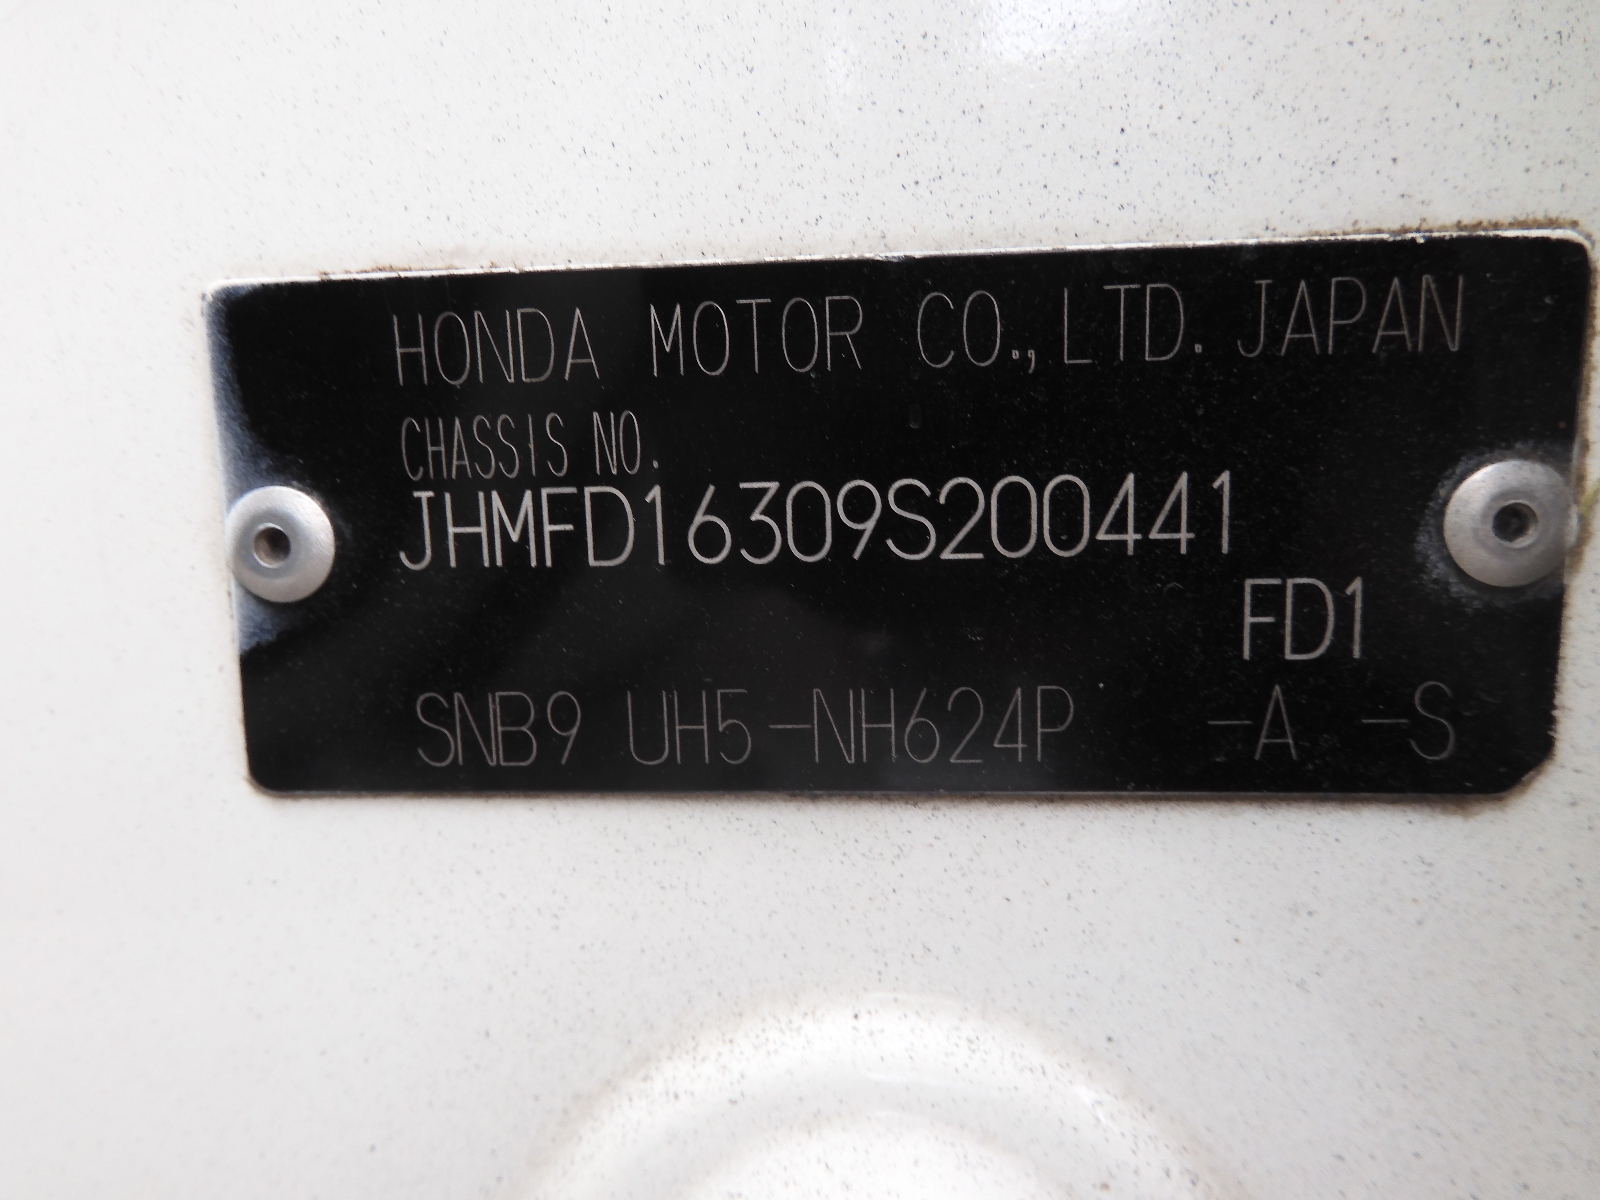 HONDA MOTOR CO., LTD. JAPAN
CHASSIS NO.
JHMFD16309S200441
FD1
SNB9 UH5-NH624P -A -S